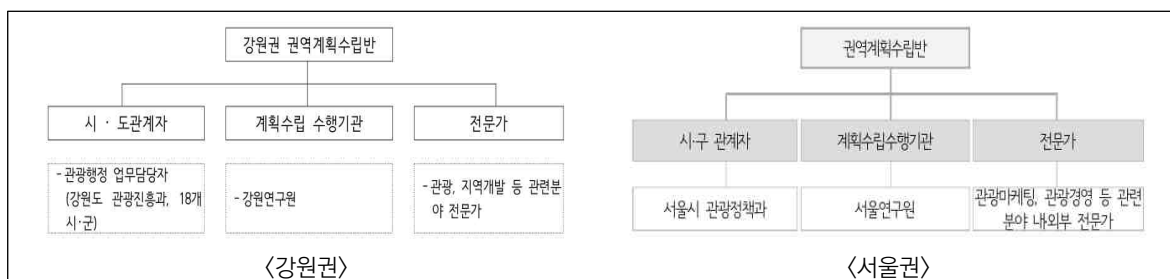 강원권 권역계획수립반
시 · 도관계자
계획수립 수행기관
전문가
- 관광행정 업무담당자
(강원도 관광진흥과, 18개
시·군)
- 강원연구원
- 관광, 지역개발 등 관련분
야 전문가
〈강원권〉
권역계획수립반
시·구 관계자
계획수립수행기관
전문가
서울시 관광정책과
서울연구원
관광마케팅, 관광경영 등 관련
분야 내·외부 전문가
〈서울권〉